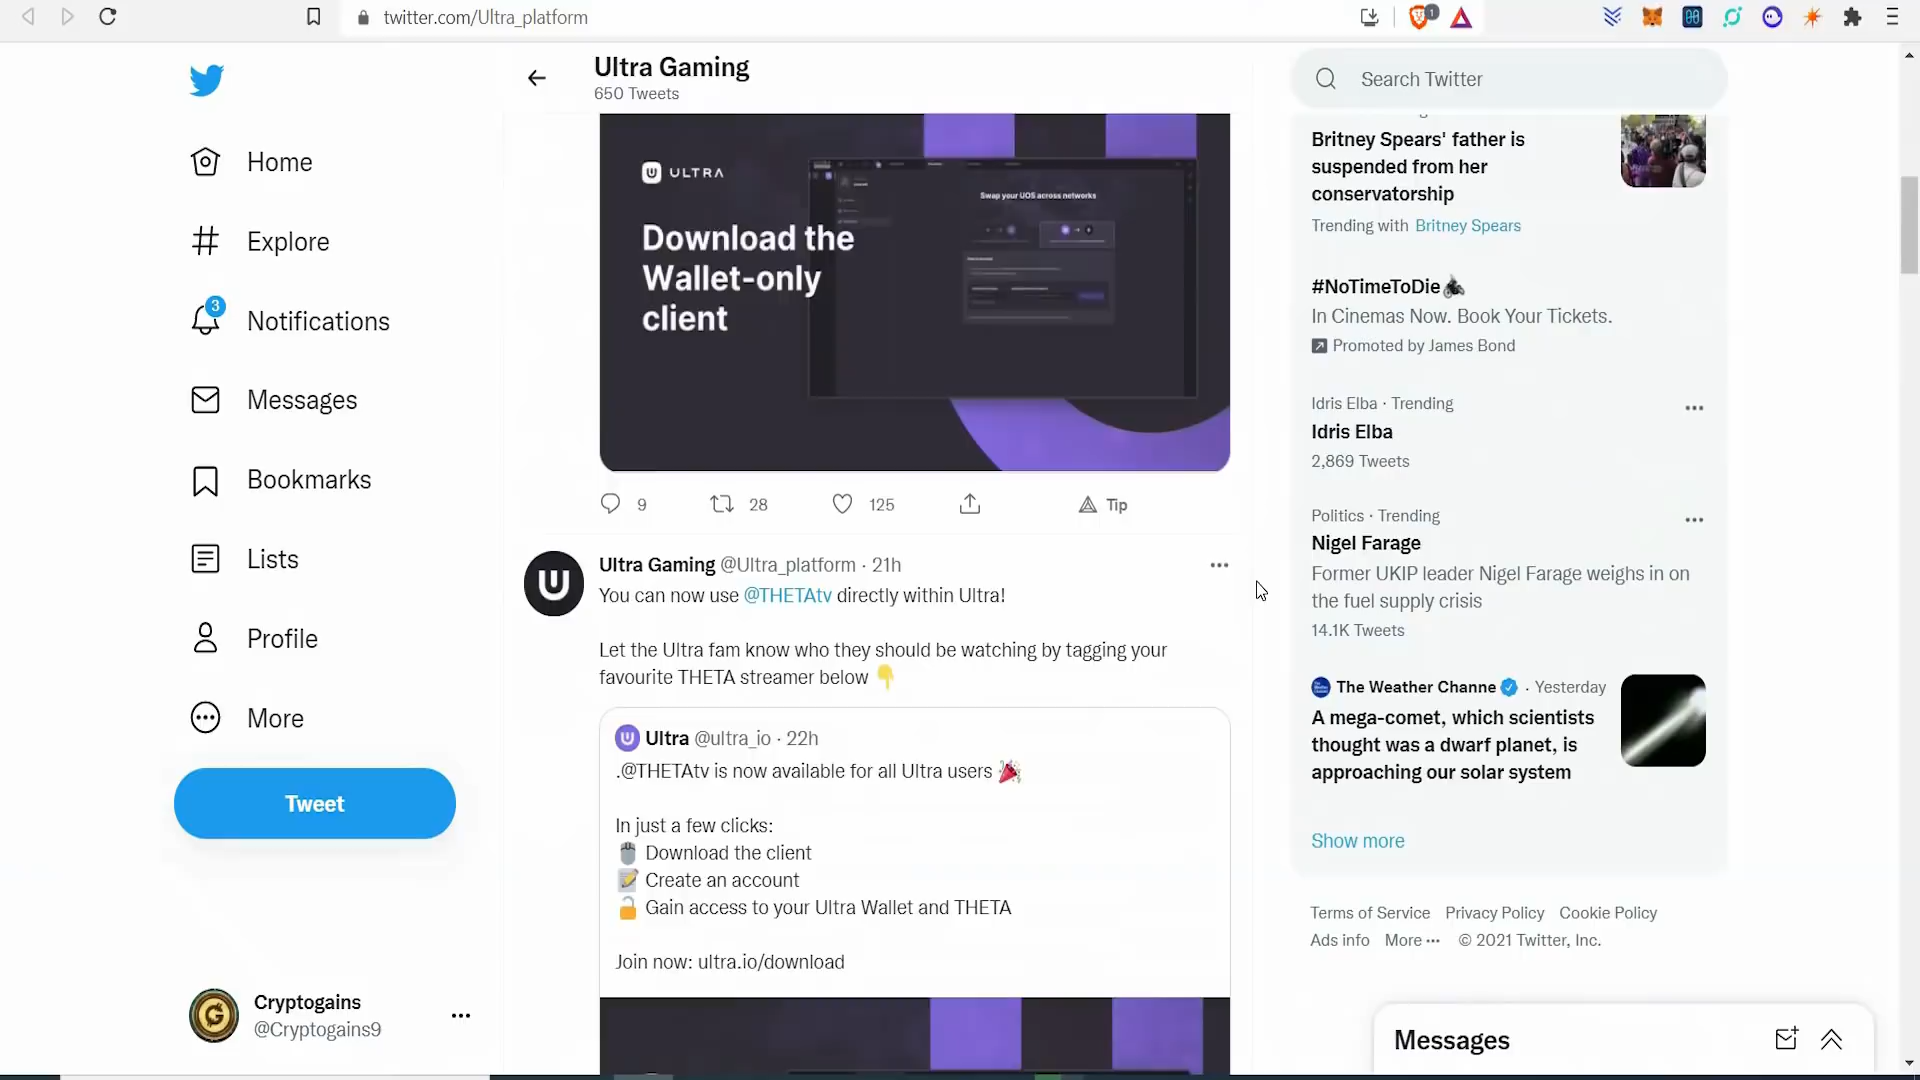 twitter.com/Ultra_platform
1
Home
Explore
3
Notifications
Messages
Bookmarks
Lists
Profile
More
Tweet
Cryptogains
@Cryptogains9
Ultra Gaming
650 Tweets
ULTRA
Download the
Wallet-only
client
Swap your UOS across networks
9
28
125
Tip
Ultra Gaming @Ultra_platform · 21h
You can now use @THETAtv directly within Ultra!
Let the Ultra fam know who they should be watching by tagging your
favourite THETA streamer below
Ultra @ultra_io · 22h
.@THETAtv is now available for all Ultra users
In just a few clicks:
Download the client
Create an account
Gain access to your Ultra Wallet and THETA
Join now: ultra.io/download
Search Twitter
Britney Spears' father is
suspended from her
conservatorship
Trending with Britney Spears
#NoTimeToDie
In Cinemas Now. Book Your Tickets.
Promoted by James Bond
Idris Elba · Trending
Idris Elba
2,869 Tweets
Politics · Trending
Nigel Farage
Former UKIP leader Nigel Farage weighs in on
the fuel supply crisis
14.1K Tweets
The Weather Channe · Yesterday
A mega-comet, which scientists
thought was a dwarf planet, is
approaching our solar system
Show more
Terms of Service Privacy Policy Cookie Policy
Ads info More ··· © 2021 Twitter, Inc.
Messages